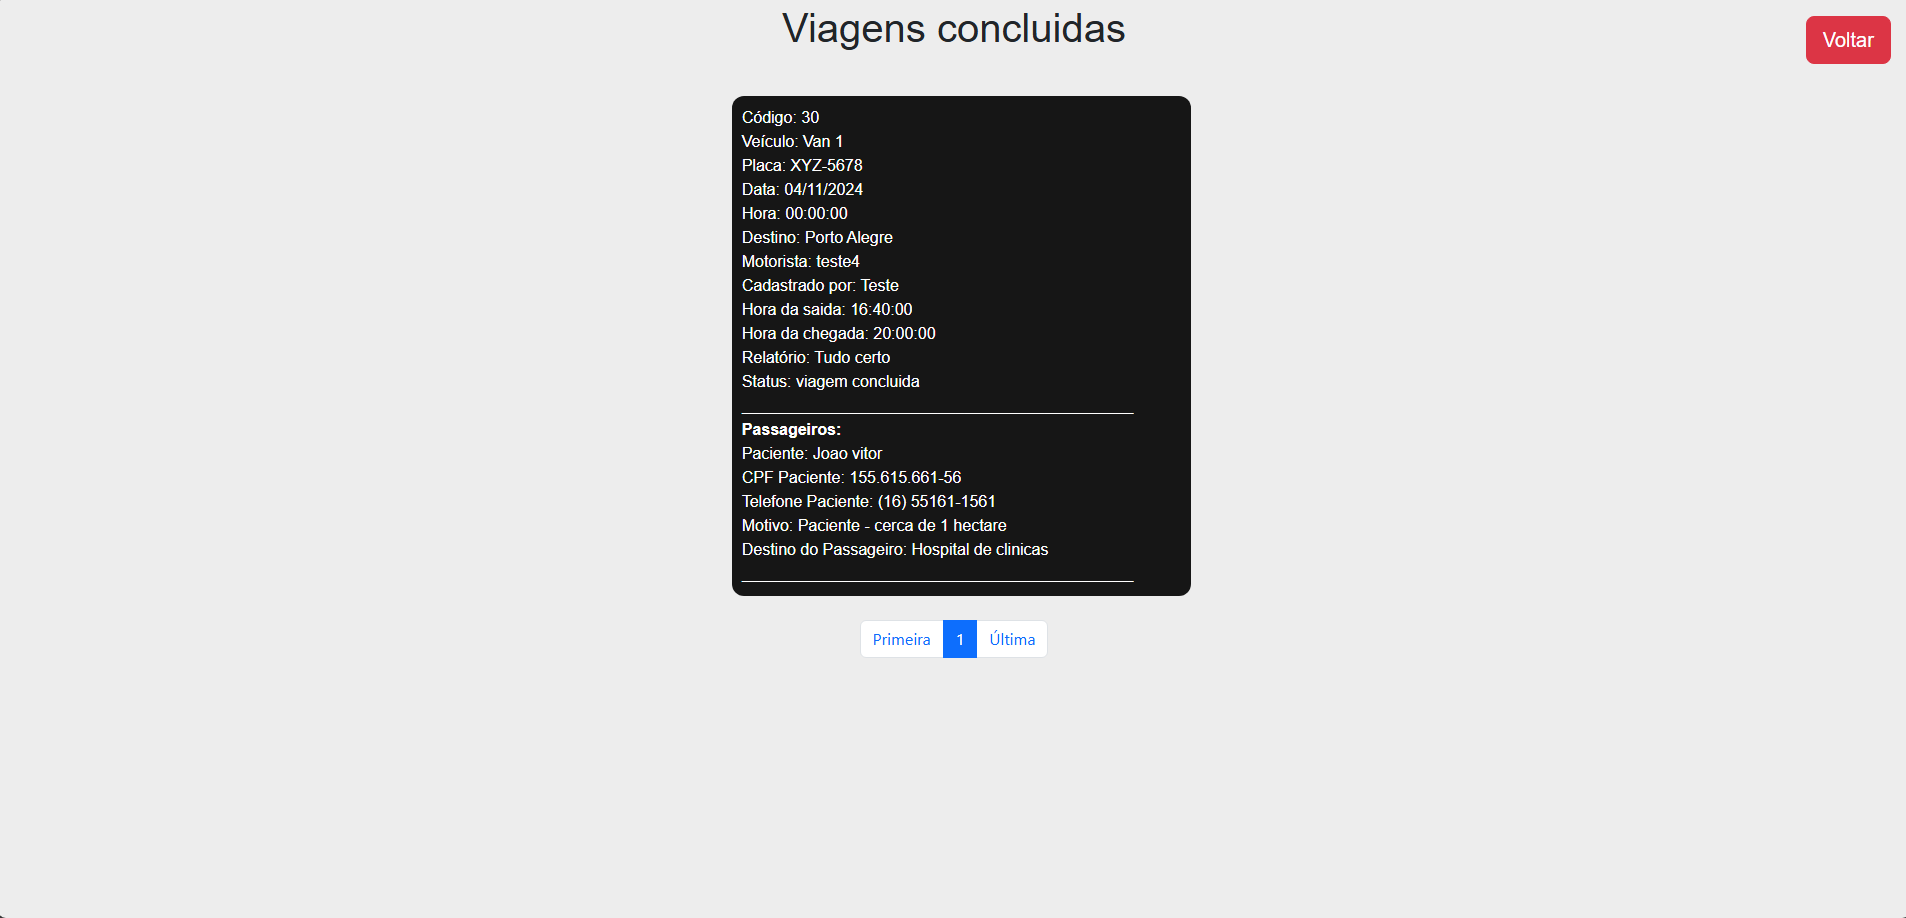 Viagens concluidas
Voltar
Código: 30
Veículo: Van 1
Placa: XYZ-5678
Data: 04/11/2024
Hora: 00:00:00
Destino: Porto Alegre
Motorista: teste4
Cadastrado por: Teste
Hora da saida: 16:40:00
Hora da chegada: 20:00:00
Relatório: Tudo certo
Status: viagem concluida
Passageiros:
Paciente: Joao vitor
CPF Paciente: 155.615.661-56
Telefone Paciente: (16) 55161-1561
Motivo: Paciente - cerca de 1 hectare
Destino do Passageiro: Hospital de clinicas
Primeira 1 Última